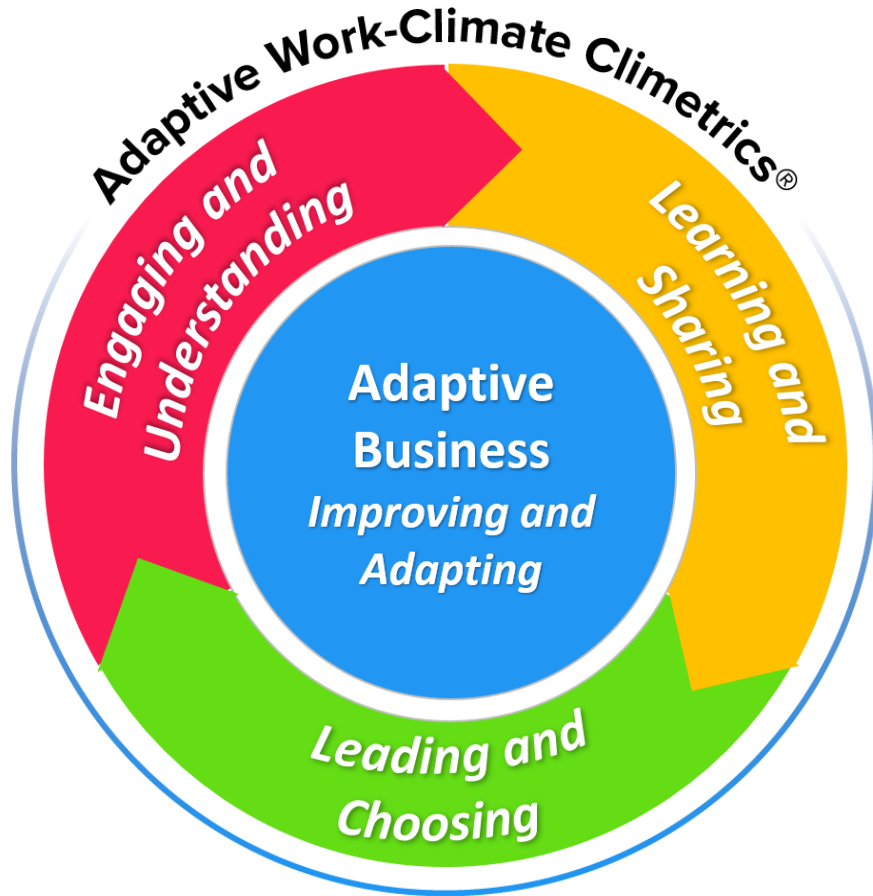 Adaptive Work-Climate Climetrics®
Engaging and
Understanding
Learning and
Sharing
Adaptive
Business
Improving and
Adapting
Leading and
Choosing